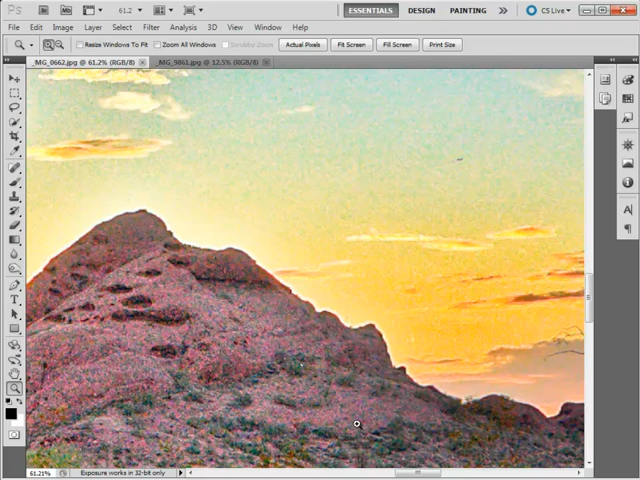 Ps Br Mb 61.2 ESSENTIALS DESIGN PAINTING CS Live
File Edit Image Layer Select Filter Analysis 3D View Window Help
Resize Windows To Fit Zoom All Windows Scrubby Zoom Actual Pixels Fit Screen Fill Screen Print Size
_MG_0662.jpg @ 61.2% (RGB/8) _MG_9861.jpg @ 12.5% (RGB/8)
61.21% Exposure works in 32-bit only